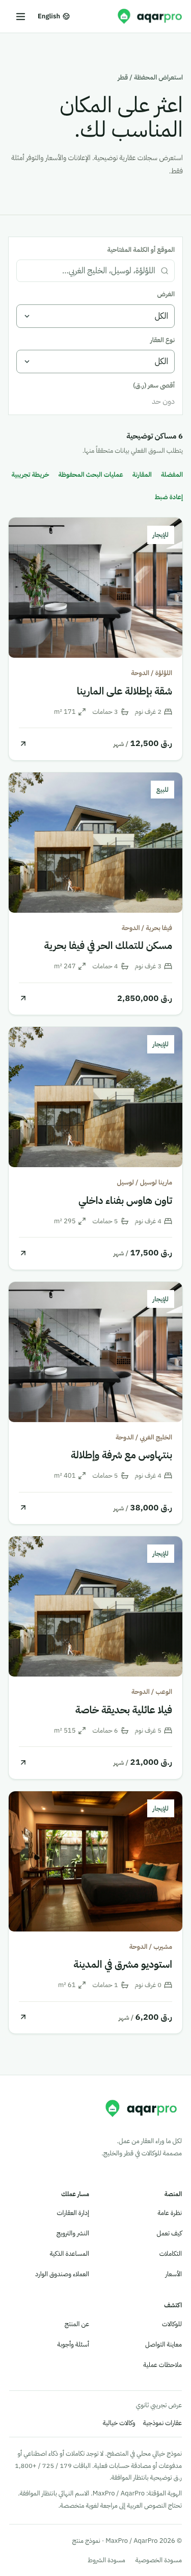 aqarpro
English
استعراض المحفظة / قطر
اعثر على المكان
المناسب لك.
استعرض سجلات عقارية توضيحية. الإعلانات والأسعار والتوفر أمثلة
فقط.
الموقع أو الكلمة المفتاحية
اللؤلؤة، لوسيل، الخليج الغربي...
الغرض
الكل
نوع العقار
الكل
أقصى سعر (ر.ق)
دون حد
6 مساكن توضيحية
يتطلب السوق الفعلي بيانات متحققاً منها.
المفضلة
المقارنة
عمليات البحث المحفوظة
خريطة تجريبية
إعادة ضبط
للإيجار
اللؤلؤة / الدوحة
شقة بإطلالة على المارينا
2 غرف نوم
3 حمامات
171 m²
ر.ق 12,500 / شهر
للبيع
فيفا بحرية / الدوحة
مسكن للتملك الحر في فيفا بحرية
3 غرف نوم
4 حمامات
247 m²
ر.ق 2,850,000
للإيجار
مارينا لوسيل / لوسيل
تاون هاوس بفناء داخلي
4 غرف نوم
5 حمامات
295 m²
ر.ق 17,500 / شهر
للإيجار
الخليج الغربي / الدوحة
بنتهاوس مع شرفة وإطلالة
4 غرف نوم
5 حمامات
401 m²
ر.ق 38,000 / شهر
للإيجار
الوعب / الدوحة
فيلا عائلية بحديقة خاصة
5 غرف نوم
6 حمامات
515 m²
ر.ق 21,000 / شهر
للإيجار
مشيرب / الدوحة
استوديو مشرق في المدينة
0 غرف نوم
1 حمامات
61 m²
ر.ق 6,200 / شهر
aqarpro
لكل ما وراء العقار من عمل.
مصممة للوكالات في قطر والخليج.
المنصة
نظرة عامة
كيف تعمل
التكاملات
الأسعار
مسار عملك
إدارة العقارات
النشر والترويج
المساعدة الذكية
العملاء وصندوق الوارد
اكتشف
للوكالات
معاينة التواصل
ملاحظات عملية
عن المنتج
أسئلة وأجوبة
عرض تجريبي ثانوي
عقارات نموذجية
وكالات خيالية
نموذج خيالي محلي في المتصفح. لا توجد تكاملات أو ذكاء اصطناعي أو
مدفوعات أو مصادقة حسابات فعلية. الباقات 179 / 725 / 1,800+
ر.ق توضيحية بانتظار الموافقة.
الهوية المؤقتة: MaxPro / AqarPro. الاسم النهائي بانتظار الموافقة.
تحتاج النصوص العربية إلى مراجعة لغوية متخصصة.
© 2026 MaxPro / AqarPro · نموذج منتج
مسودة الخصوصية
مسودة الشروط